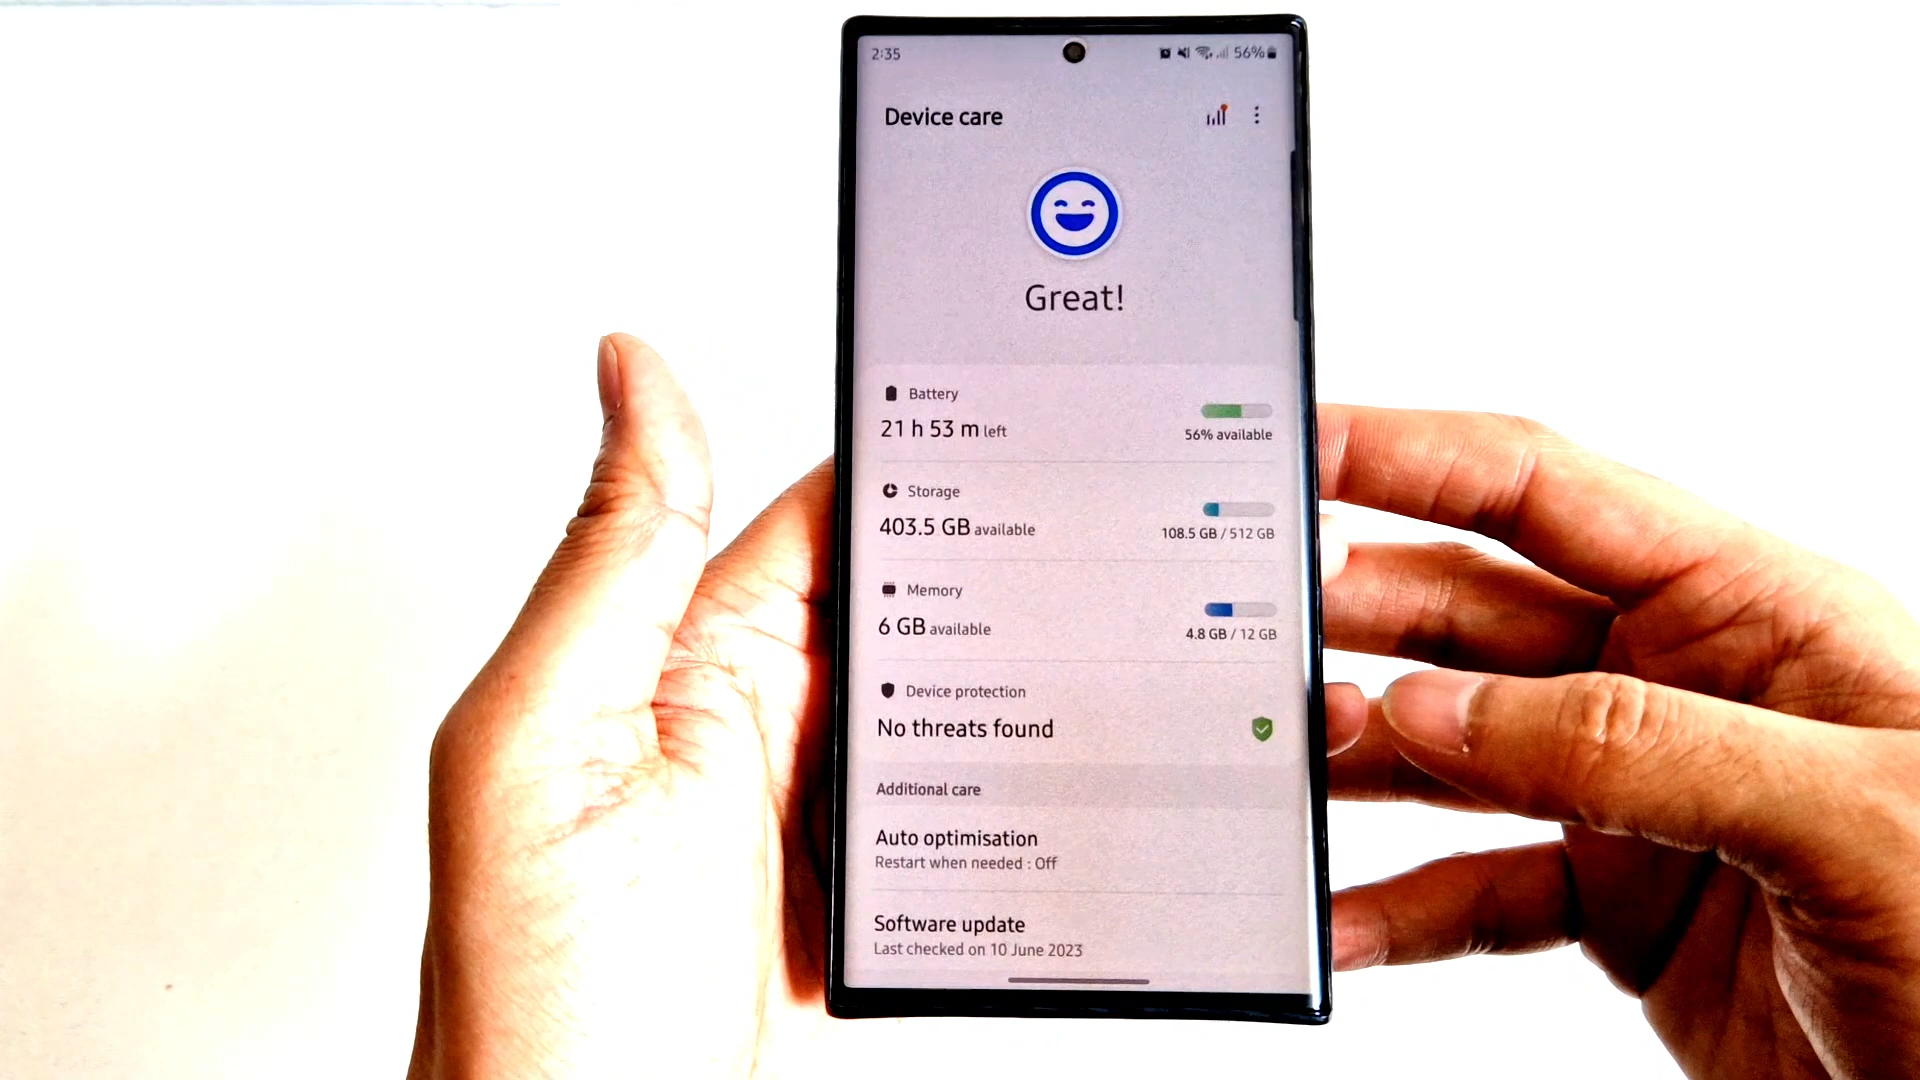 2:35 56%
Device care
Great!
Battery
21 h 53 m left
56% available
Storage
403.5 GB available
108.5 GB / 512 GB
Memory
6 GB available
4.8 GB / 12 GB
Device protection
No threats found
Additional care
Auto optimisation
Restart when needed : Off
Software update
Last checked on 10 June 2023